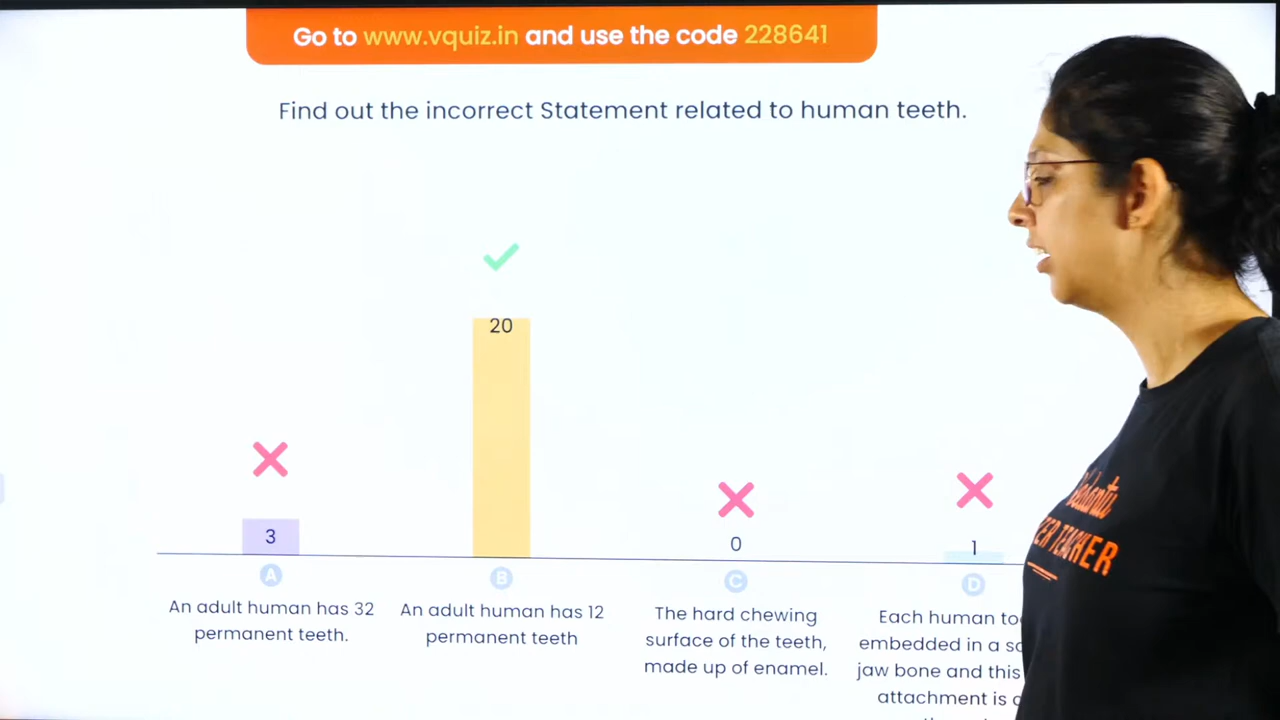 Go to www.vquiz.in and use the code 228641
Find out the incorrect Statement related to human teeth.
20
3
0
1
A
B
C
D
An adult human has 32
permanent teeth.
An adult human has 12
permanent teeth
The hard chewing
surface of the teeth,
made up of enamel.
Each human
embedded in a
jaw bone and this
attachment is
TEACHER